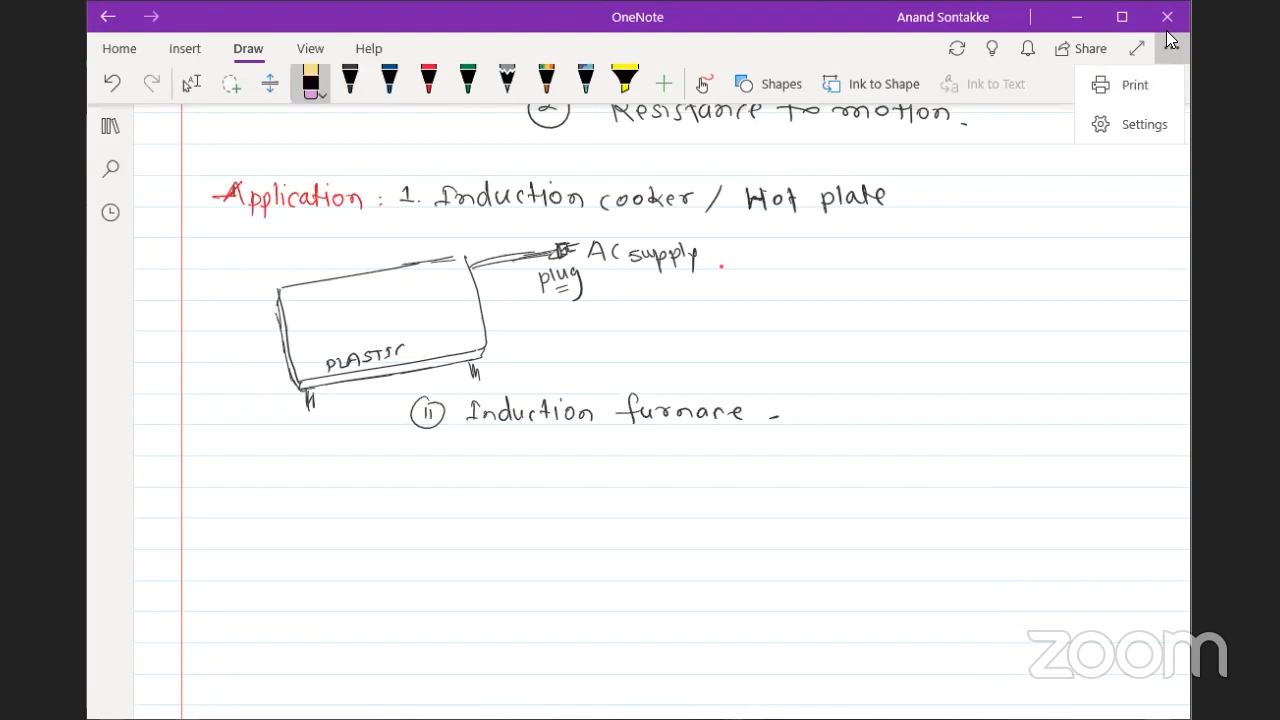 OneNote
Anand Sontakke
Home Insert Draw View Help
Share
Shapes Ink to Shape Ink to Text
Print
Settings
② Resistance to motion.
Application : 1. Induction cooker / Hot plate
AC supply.
plug
PLASTIC
ⅱ Induction furnace -
zoom